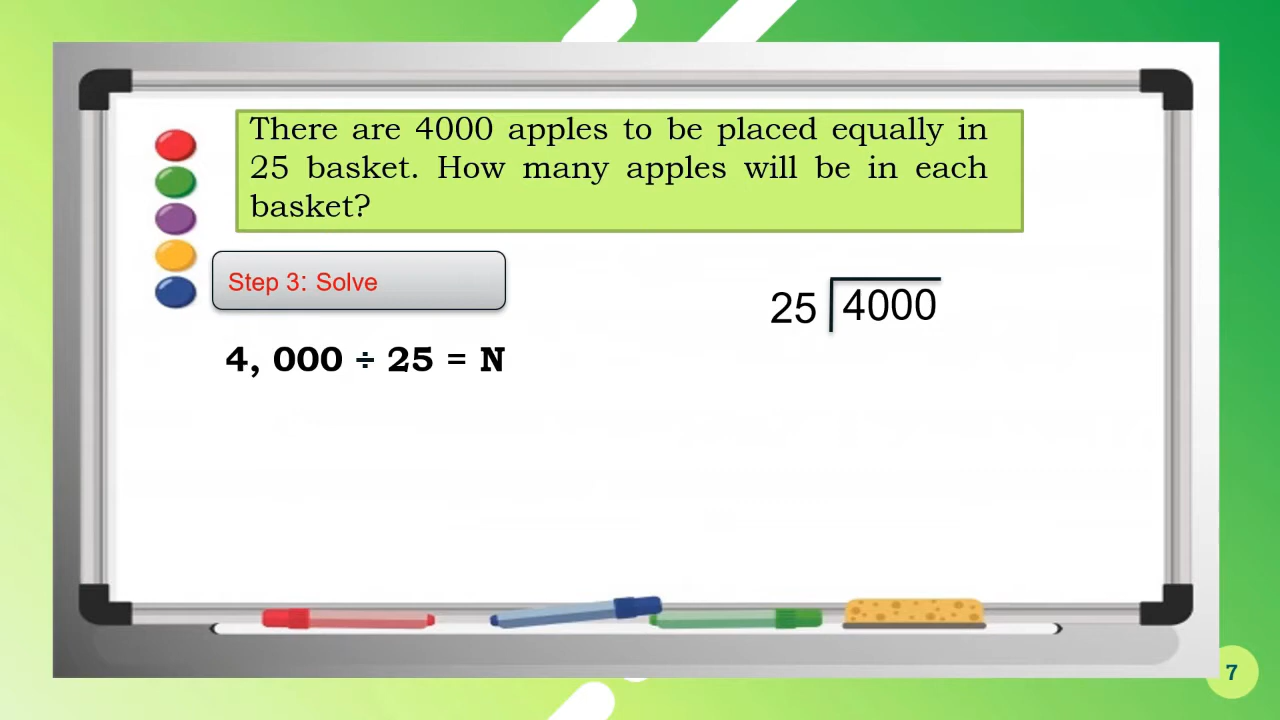 There are 4000 apples to be placed equally in
25 basket. How many apples will be in each
basket?
Step 3: Solve
25 4000
4, 000 ÷ 25 = N
7